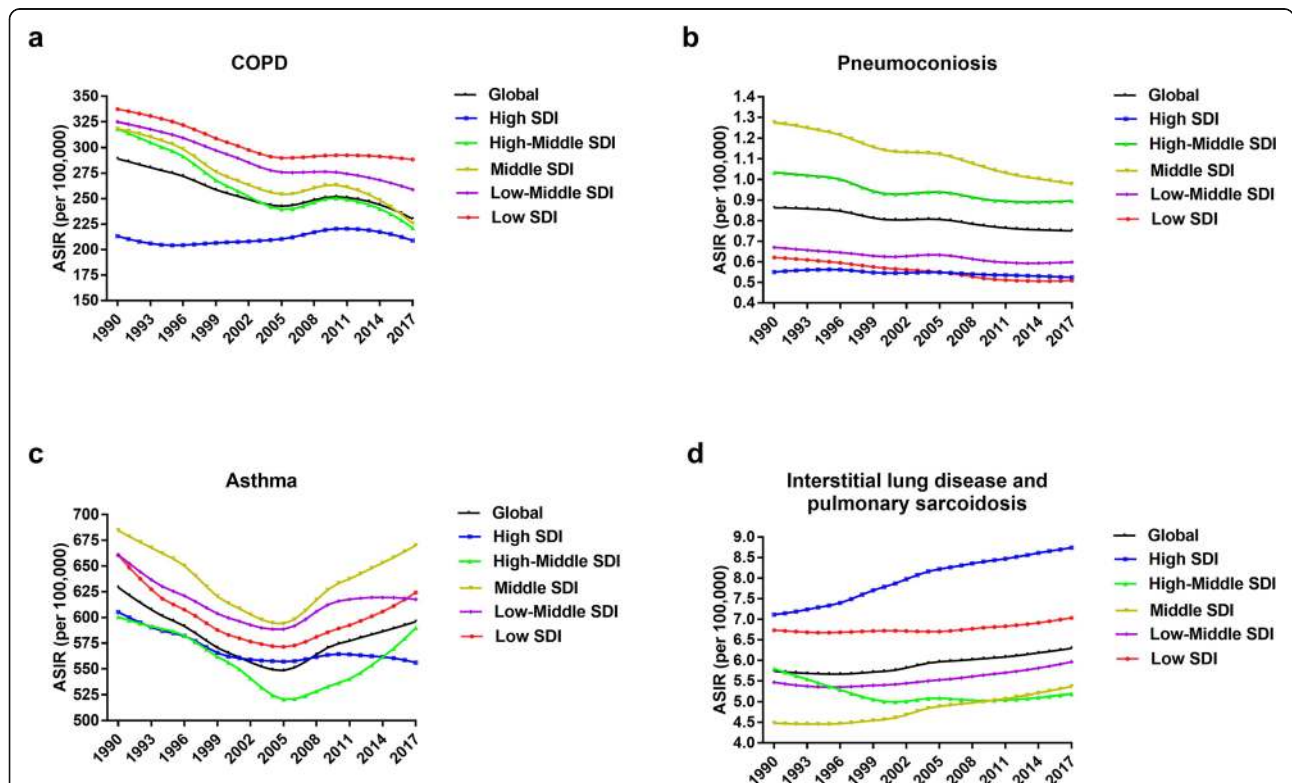 a
COPD
ASIR (per 100,000)
350
325
300
275
250
225
200
175
150
1990
1993
1996
1999
2002
2005
2008
2011
2014
2017
Global
High SDI
High-Middle SDI
Middle SDI
Low-Middle SDI
Low SDI
b
Pneumoconiosis
ASIR (per 100,000)
1.4
1.3
1.2
1.1
1.0
0.9
0.8
0.7
0.6
0.5
0.4
1990
1993
1996
1999
2002
2005
2008
2011
2014
2017
Global
High SDI
High-Middle SDI
Middle SDI
Low-Middle SDI
Low SDI
c
Asthma
ASIR (per 100,000)
700
675
650
625
600
575
550
525
500
1990
1993
1996
1999
2002
2005
2008
2011
2014
2017
Global
High SDI
High-Middle SDI
Middle SDI
Low-Middle SDI
Low SDI
d
Interstitial lung disease and
pulmonary sarcoidosis
ASIR (per 100,000)
9.0
8.5
8.0
7.5
7.0
6.5
6.0
5.5
5.0
4.5
4.0
1990
1993
1996
1999
2002
2005
2008
2011
2014
2017
Global
High SDI
High-Middle SDI
Middle SDI
Low-Middle SDI
Low SDI